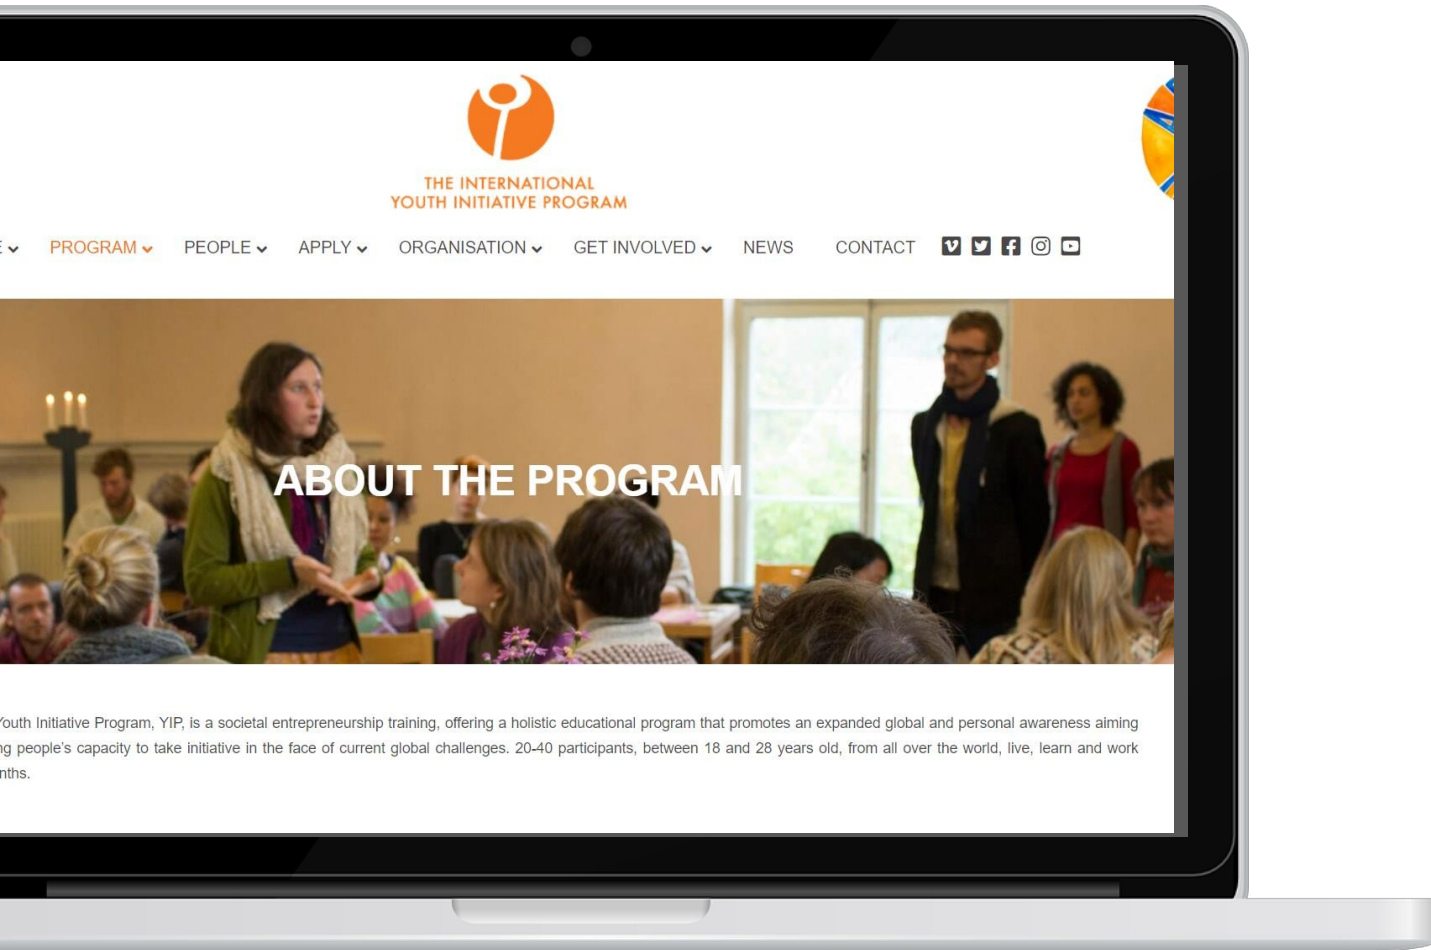 THE INTERNATIONAL
YOUTH INITIATIVE PROGRAM
E PROGRAM PEOPLE APPLY ORGANISATION GET INVOLVED NEWS CONTACT
ABOUT THE PROGRAM
Youth Initiative Program, YIP, is a societal entrepreneurship training, offering a holistic educational program that promotes an expanded global and personal awareness aiming
ng people's capacity to take initiative in the face of current global challenges. 20-40 participants, between 18 and 28 years old, from all over the world, live, learn and work
nths.